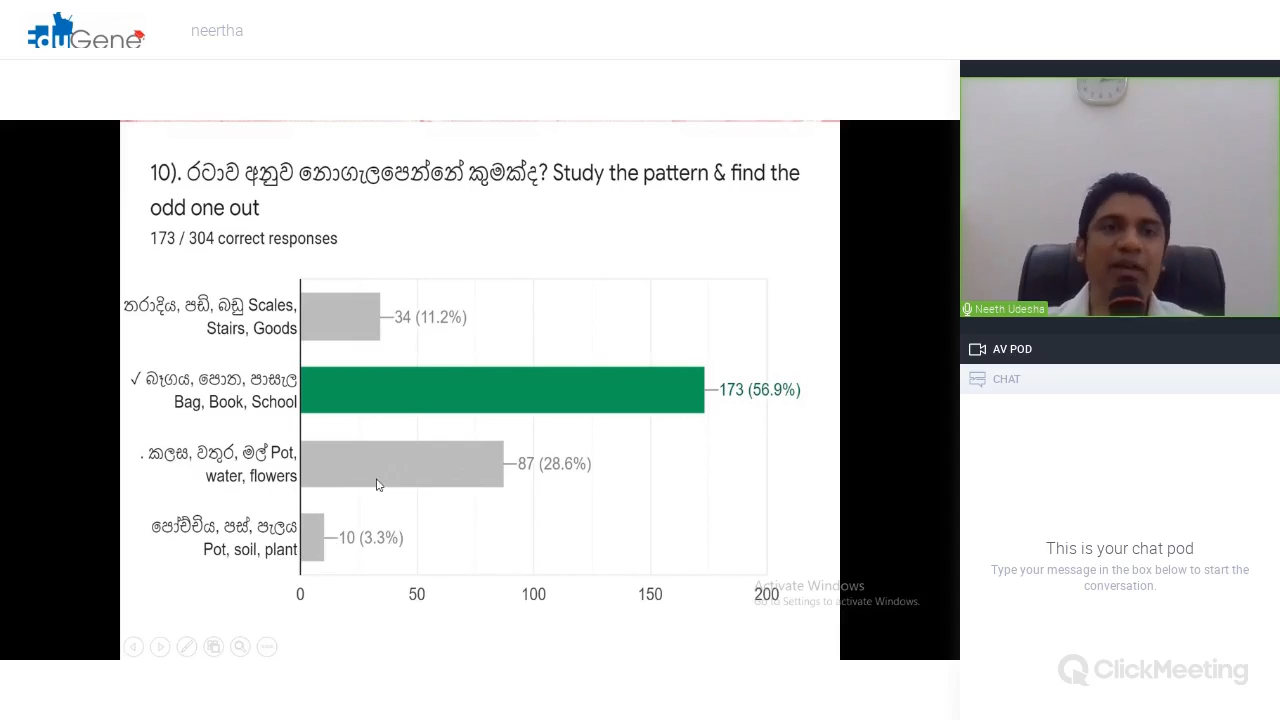 EduGene
neertha
10). රටාව අනුව නොගැලපෙන්නේ කුමක්ද? Study the pattern & find the
odd one out
173 / 304 correct responses
තරාදිය, පඩි, බඩු Scales,
Stairs, Goods
34 (11.2%)
✓ බෑගය, පොත, පාසැල
Bag, Book, School
173 (56.9%)
. කලස, වතුර, මල් Pot,
water, flowers
87 (28.6%)
පෝච්චිය, පස්, පැලය
Pot, soil, plant
10 (3.3%)
0 50 100 150 200
Activate Windows
Go to Settings to activate Windows.
Neeth Udesha
AV POD
CHAT
This is your chat pod
Type your message in the box below to start the
conversation.
ClickMeeting